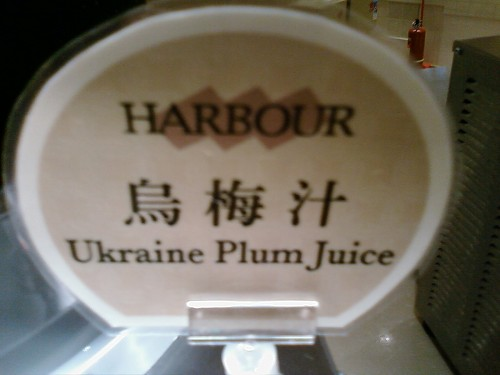 HARBOUR
烏梅汁
Ukraine Plum Juice